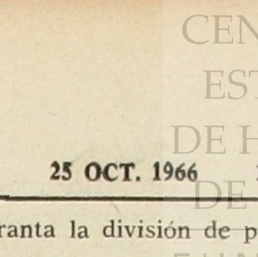 25 OCT. 1966
ranta la división de p
CEN
EST
DE H
DE